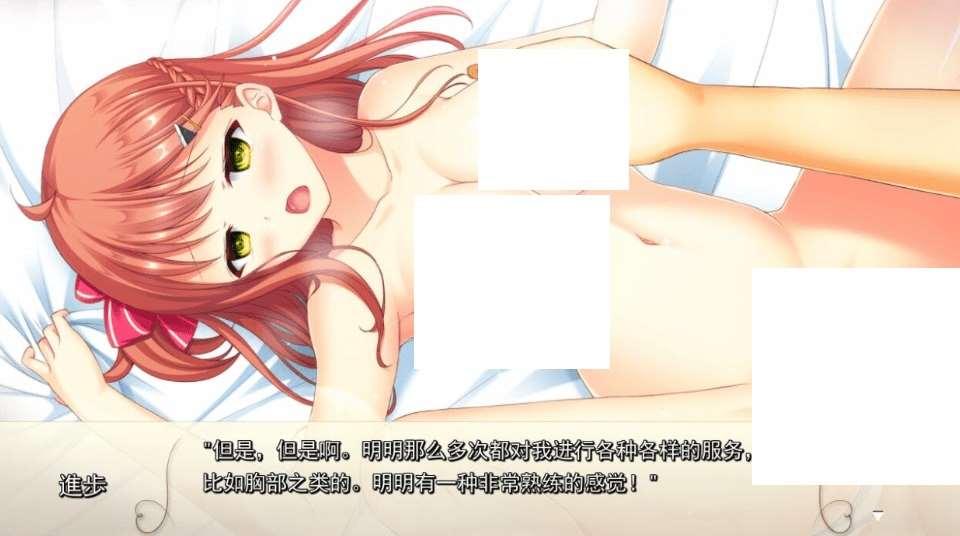 "但是，但是啊。明明那么多次都对我进行各种各样的服务，
進歩
比如胸部之类的。明明有一种非常熟练的感觉！"